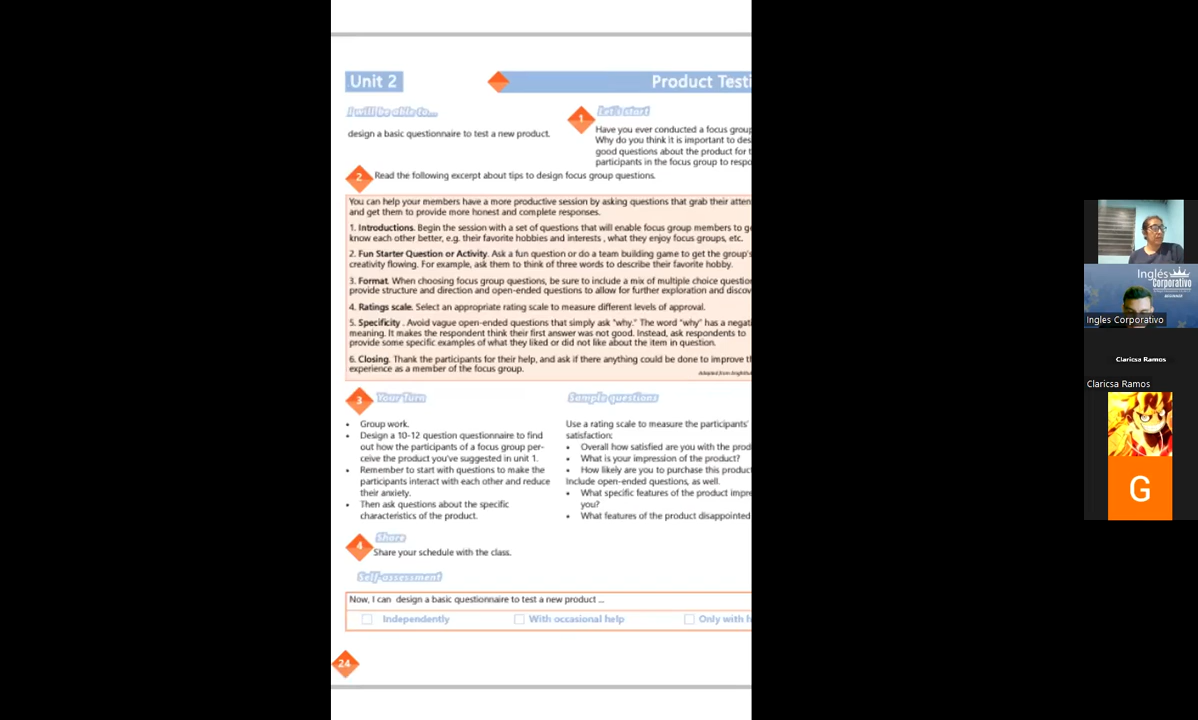 Unit 2
Product Testi
I will be able to...
design a basic questionnaire to test a new product.
1
Let's start
Have you ever conducted a focus group
Why do you think it is important to des
good questions about the product for t
participants in the focus group to respo
2
Read the following excerpt about tips to design focus group questions.
You can help your members have a more productive session by asking questions that grab their atten
and get them to provide more honest and complete responses.
1. Introductions. Begin the session with a set of questions that will enable focus group members to ge
know each other better, e.g. their favorite hobbies and interests , what they enjoy focus groups, etc.
2. Fun Starter Question or Activity. Ask a fun question or do a team building game to get the group's
creativity flowing. For example, ask them to think of three words to describe their favorite hobby.
3. Format. When choosing focus group questions, be sure to include a mix of multiple choice question
provide structure and direction and open-ended questions to allow for further exploration and discov
4. Ratings scale. Select an appropriate rating scale to measure different levels of approval.
5. Specificity . Avoid vague open-ended questions that simply ask "why." The word "why" has a negati
meaning. It makes the respondent think their first answer was not good. Instead, ask respondents to
provide some specific examples of what they liked or did not like about the item in question.
6. Closing. Thank the participants for their help, and ask if there anything could be done to improve th
experience as a member of the focus group.
Adapted from
3
Your Turn
• Group work.
• Design a 10-12 question questionnaire to find
out how the participants of a focus group per-
ceive the product you've suggested in unit 1.
• Remember to start with questions to make the
participants interact with each other and reduce
their anxiety.
• Then ask questions about the specific
characteristics of the product.
Sample questions
Use a rating scale to measure the participants'
satisfaction:
• Overall how satisfied are you with the prod
• What is your impression of the product?
• How likely are you to purchase this produc
Include open-ended questions, as well.
• What specific features of the product impre
you?
• What features of the product disappointed
4
Share
Share your schedule with the class.
Self-assessment
Now, I can design a basic questionnaire to test a new product ...
Independently
With occasional help
Only with h
24
Inglés
Corporativo
Ingles Corporativo
Claricsa Ramos
Claricsa Ramos
G